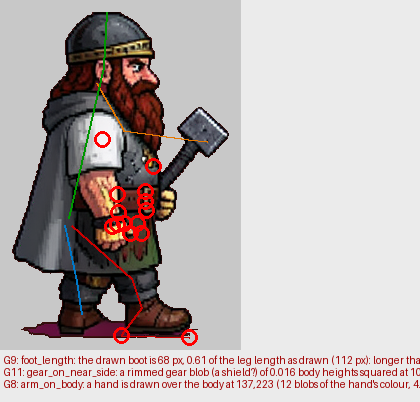 G9: foot_length: the drawn boot is 68 px, 0.61 of the leg length as drawn (112 px): longer tha
G11: gear_on_near_side: a rimmed gear blob (a shield?) of 0.016 body heights squared at 10
G8: arm_on_body: a hand is drawn over the body at 137,223 (12 blobs of the hand's colour, 4.